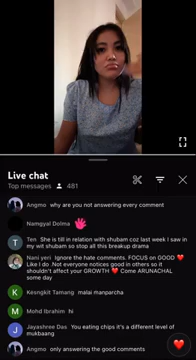 Live chat
Top messages 481
Angmo why are you not answering every comment
Namgyal Dolma
Ten She is till in relation with shubam coz last week I saw in
my wit shubam so stop all this breakup drama
Nani yeri Ignore the hate comments. FOCUS on GOOD ❤️
Like I do. Not everyone notices good in others so it
shouldn't affect your GROWTH ❤️ Come ARUNACHAL
some day
Kesngkit Tamang malai manparcha
Mohd Ibrahim hi
Jayashree Das You eating chips it's a different level of
mukbaang
Angmo only answering the good comments